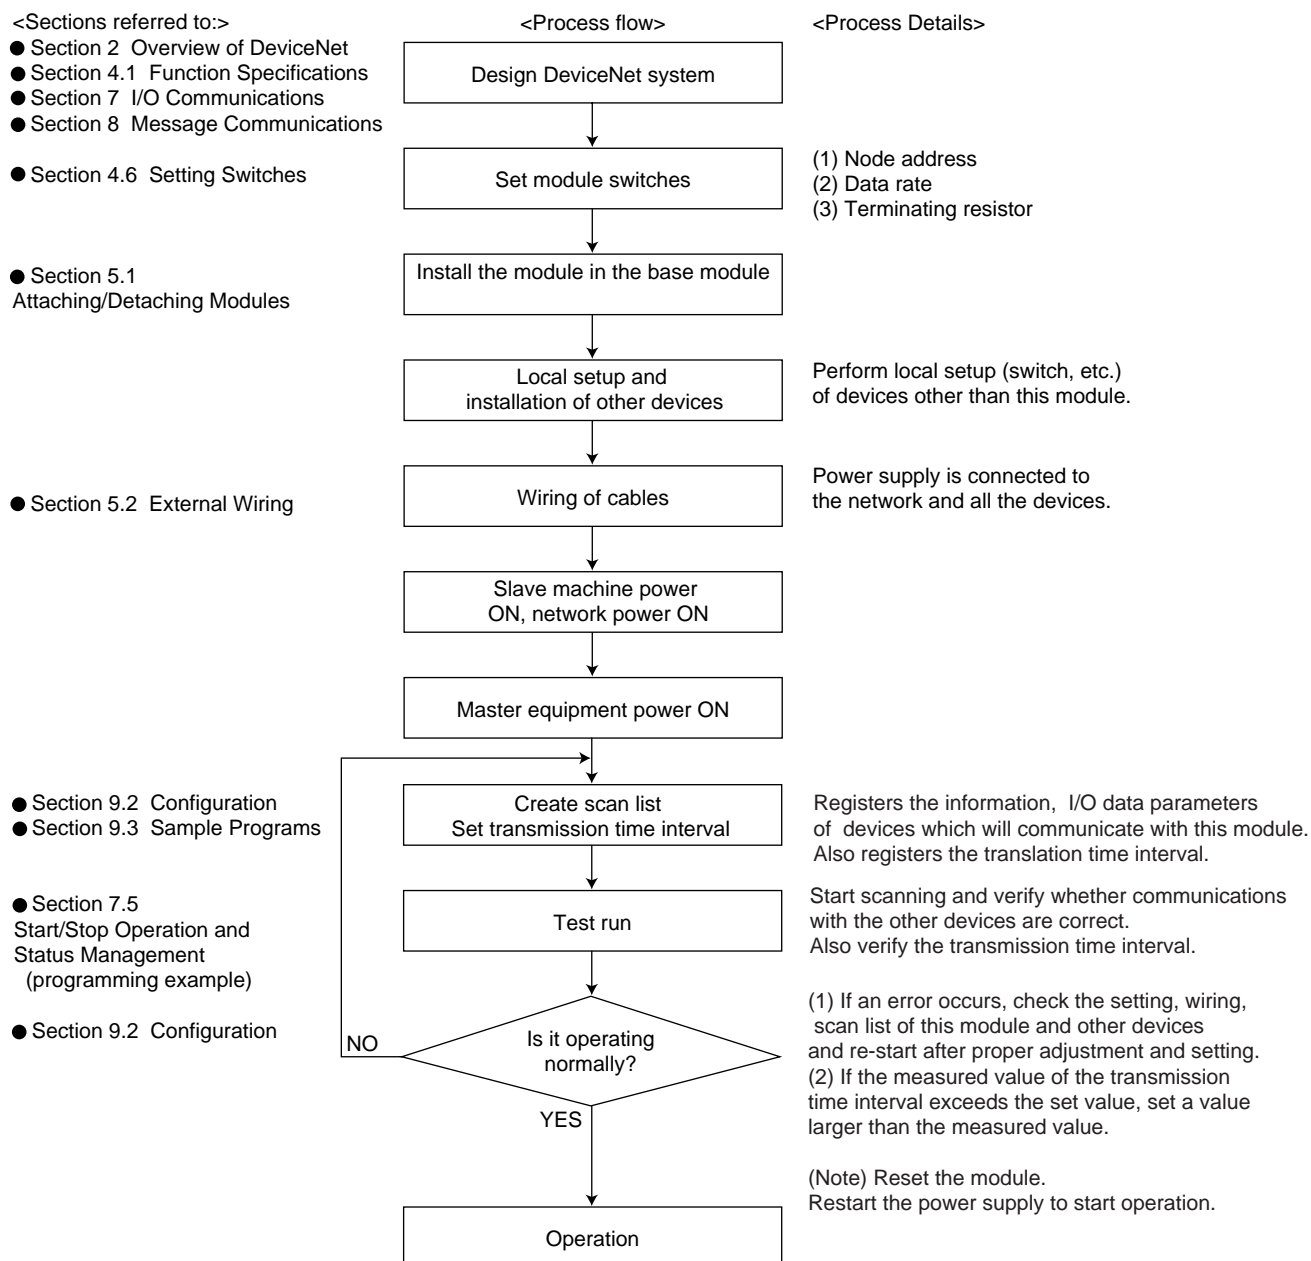 <Sections referred to:>
<Process flow>
<Process Details>
● Section 2 Overview of DeviceNet
● Section 4.1 Function Specifications
● Section 7 I/O Communications
● Section 8 Message Communications
Design DeviceNet system
● Section 4.6 Setting Switches
Set module switches
(1) Node address
(2) Data rate
(3) Terminating resistor
● Section 5.1
Attaching/Detaching Modules
Install the module in the base module
Local setup and
installation of other devices
Perform local setup (switch, etc.)
of devices other than this module.
● Section 5.2 External Wiring
Wiring of cables
Power supply is connected to
the network and all the devices.
Slave machine power
ON, network power ON
Master equipment power ON
● Section 9.2 Configuration
● Section 9.3 Sample Programs
Create scan list
Set transmission time interval
Registers the information, I/O data parameters
of devices which will communicate with this module.
Also registers the translation time interval.
● Section 7.5
Start/Stop Operation and
Status Management
(programming example)
Test run
Start scanning and verify whether communications
with the other devices are correct.
Also verify the transmission time interval.
● Section 9.2 Configuration
NO
Is it operating
normally?
YES
(1) If an error occurs, check the setting, wiring,
scan list of this module and other devices
and re-start after proper adjustment and setting.
(2) If the measured value of the transmission
time interval exceeds the set value, set a value
larger than the measured value.
(Note) Reset the module.
Restart the power supply to start operation.
Operation